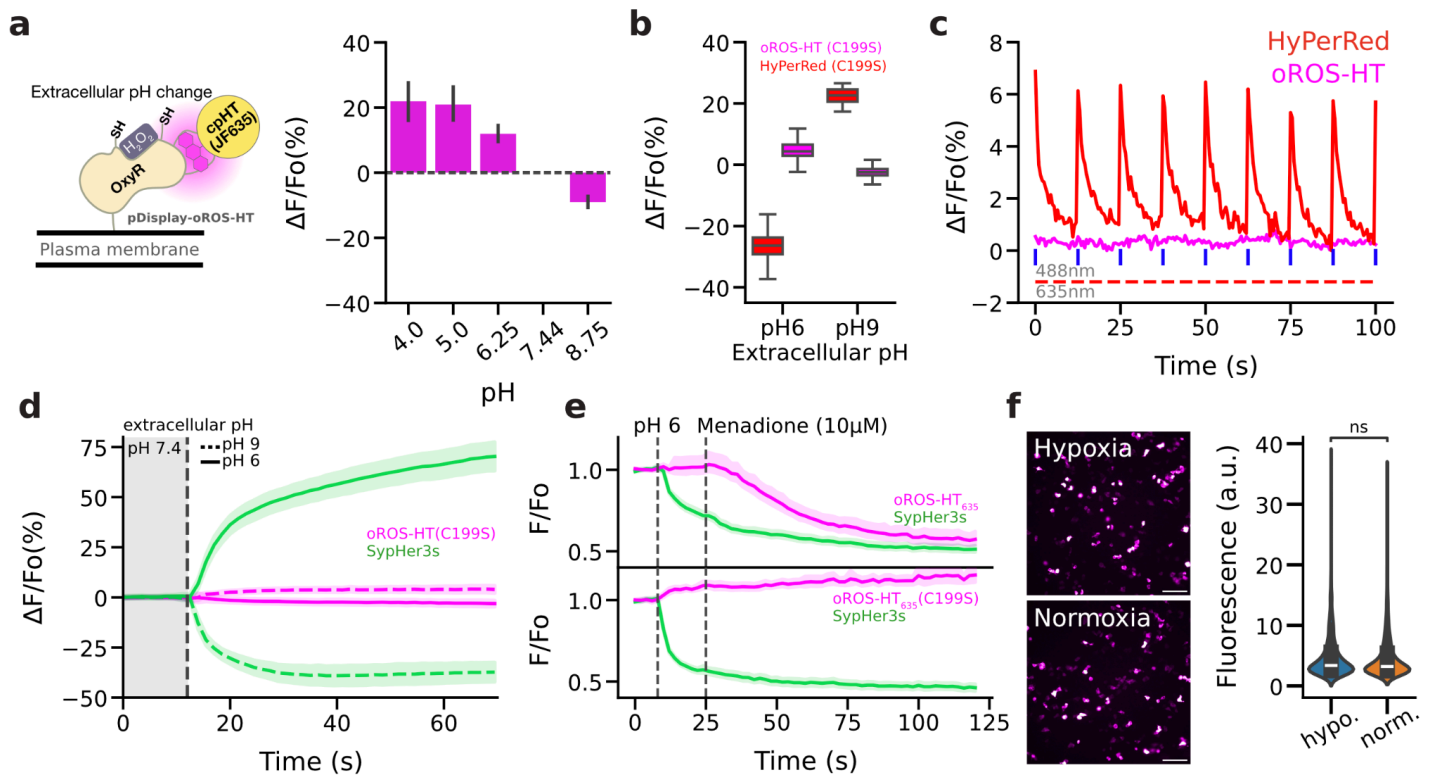 a
Extracellular pH change
SH
SH
H₂O₂
OxyR
cpHT
(JF635)
pDisplay-oROS-HT
Plasma membrane
ΔF/Fo(%)
40
20
0
−20
−40
4.0
5.0
6.25
7.44
8.75
pH
b
oROS-HT (C199S)
HyPerRed (C199S)
ΔF/Fo(%)
40
20
0
−20
−40
pH6
pH9
Extracellular pH
c
HyPerRed
oROS-HT
ΔF/Fo(%)
8
6
4
2
0
−2
488nm
635nm
0
25
50
75
100
Time (s)
d
extracellular pH
pH 7.4
pH 9
pH 6
oROS-HT(C199S)
SypHer3s
ΔF/Fo(%)
75
50
25
0
−25
−50
0
20
40
60
Time (s)
e
pH 6
Menadione (10μM)
F/Fo
1.0
0.5
oROS-HT₆₃₅
SypHer3s
F/Fo
1.0
0.5
oROS-HT₆₃₅(C199S)
SypHer3s
0
25
50
75
100
125
Time (s)
f
Hypoxia
Normoxia
ns
Fluorescence (a.u.)
40
30
20
10
0
hypo.
norm.